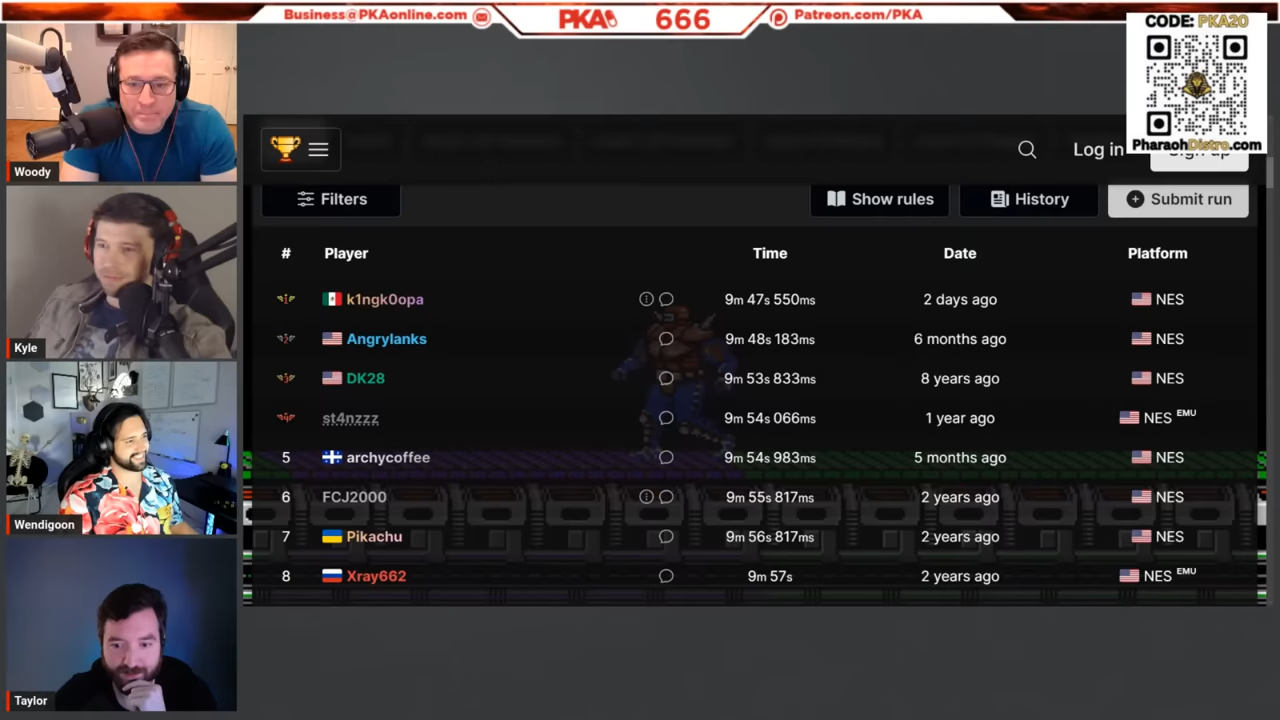 Business@PKAonline.com
PKA 666
Patreon.com/PKA
CODE: PKA20
PharaohDistro.com
Woody
Kyle
Wendigoon
Taylor
Log in
Sign up
Filters
Show rules
History
Submit run
# Player Time Date Platform
k1ngk0opa 9m 47s 550ms 2 days ago NES
Angrylanks 9m 48s 183ms 6 months ago NES
DK28 9m 53s 833ms 8 years ago NES
st4nzzz 9m 54s 066ms 1 year ago NES EMU
5 archycoffee 9m 54s 983ms 5 months ago NES
6 FCJ2000 9m 55s 817ms 2 years ago NES
7 Pikachu 9m 56s 817ms 2 years ago NES
8 Xray662 9m 57s 2 years ago NES EMU